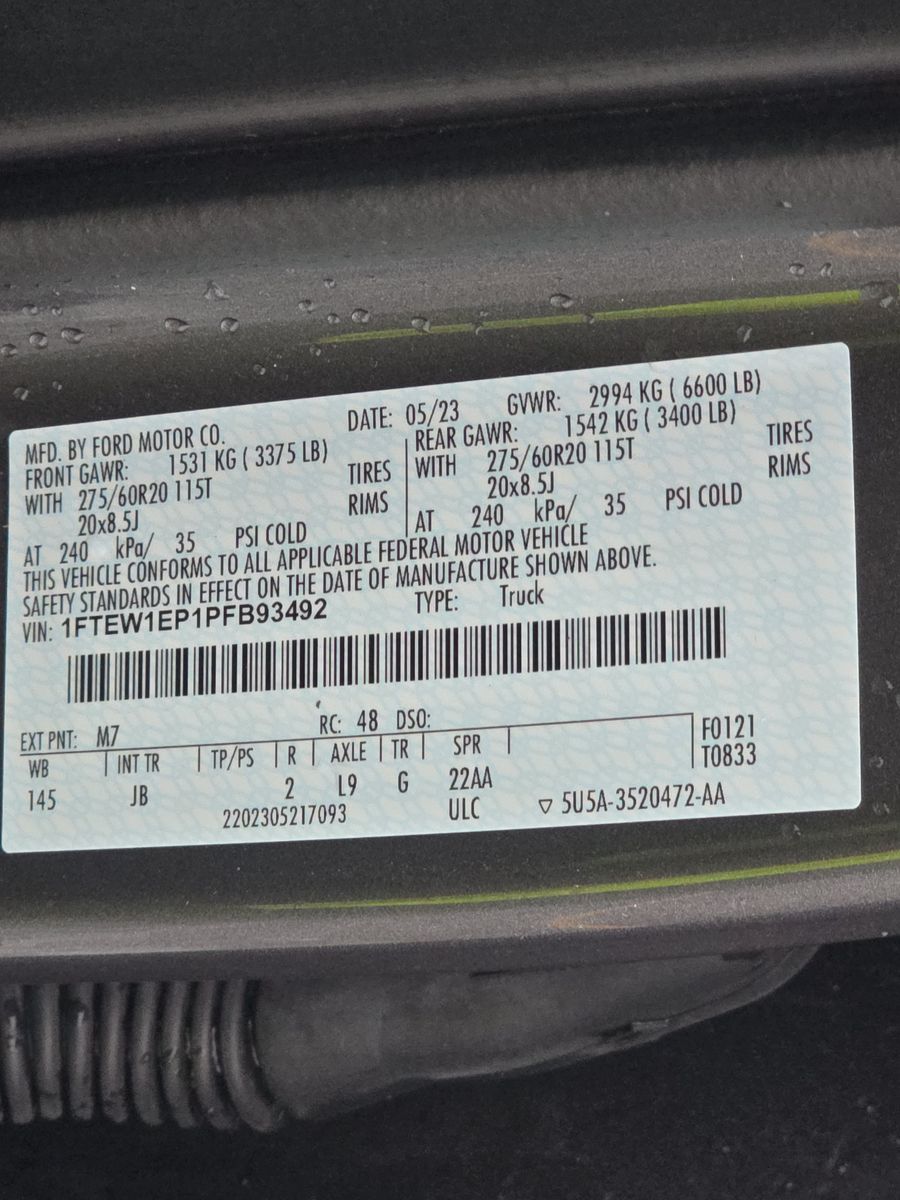 MFD. BY FORD MOTOR CO. DATE: 05/23 GVWR: 2994 KG ( 6600 LB)
FRONT GAWR: 1531 KG ( 3375 LB) REAR GAWR: 1542 KG ( 3400 LB)
WITH 275/60R20 115T TIRES WITH 275/60R20 115T TIRES
20x8.5J RIMS 20x8.5J RIMS
AT 240 kPa/ 35 PSI COLD AT 240 kPa/ 35 PSI COLD
THIS VEHICLE CONFORMS TO ALL APPLICABLE FEDERAL MOTOR VEHICLE
SAFETY STANDARDS IN EFFECT ON THE DATE OF MANUFACTURE SHOWN ABOVE.
VIN: 1FTEW1EP1PFB93492 TYPE: Truck
EXT PNT: M7 RC: 48 DSO:
WB INT TR TP/PS R AXLE TR SPR F0121
T0833
145 JB 2 L9 G 22AA
2202305217093 ULC ▽ 5U5A-3520472-AA